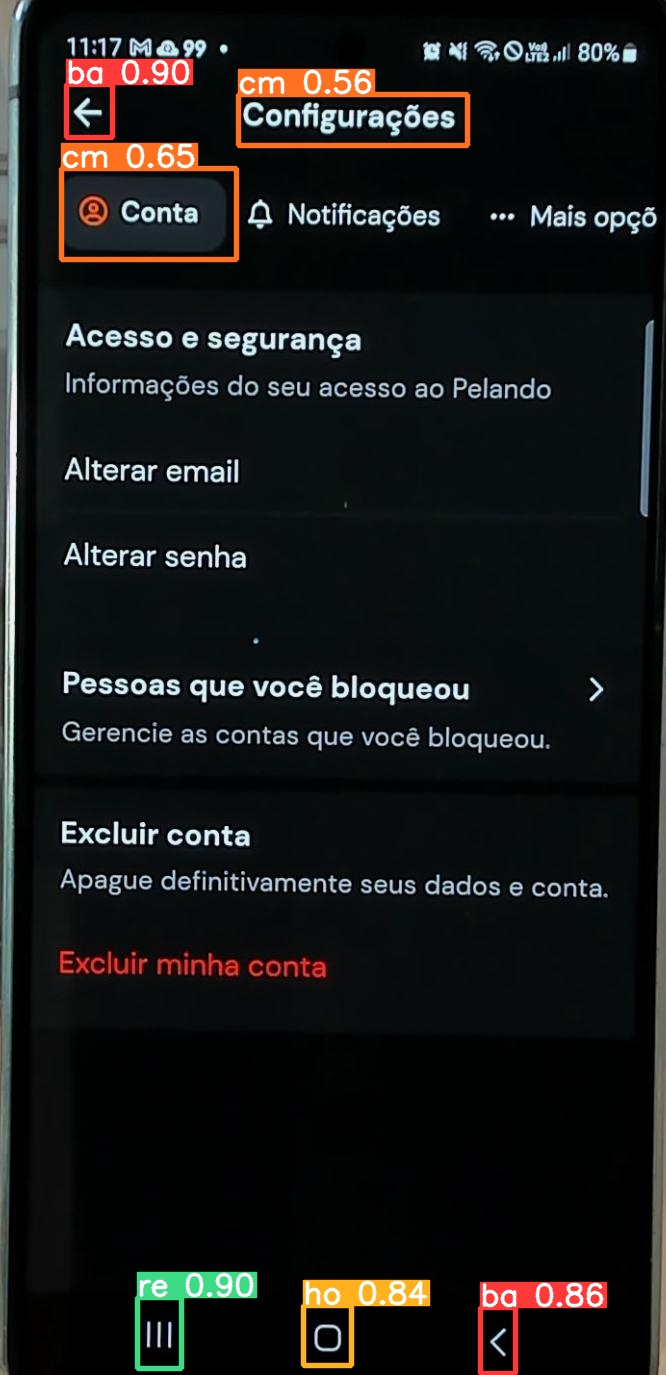 11:17 M 99 •
Vo) LTE2 80%
ba 0.90
cm 0.56
Configurações
cm 0.65
Conta
Notificações
Mais opçõ
Acesso e segurança
Informações do seu acesso ao Pelando
Alterar email
Alterar senha
Pessoas que você bloqueou
Gerencie as contas que você bloqueou.
Excluir conta
Apague definitivamente seus dados e conta.
Excluir minha conta
re 0.90
ho 0.84
ba 0.86